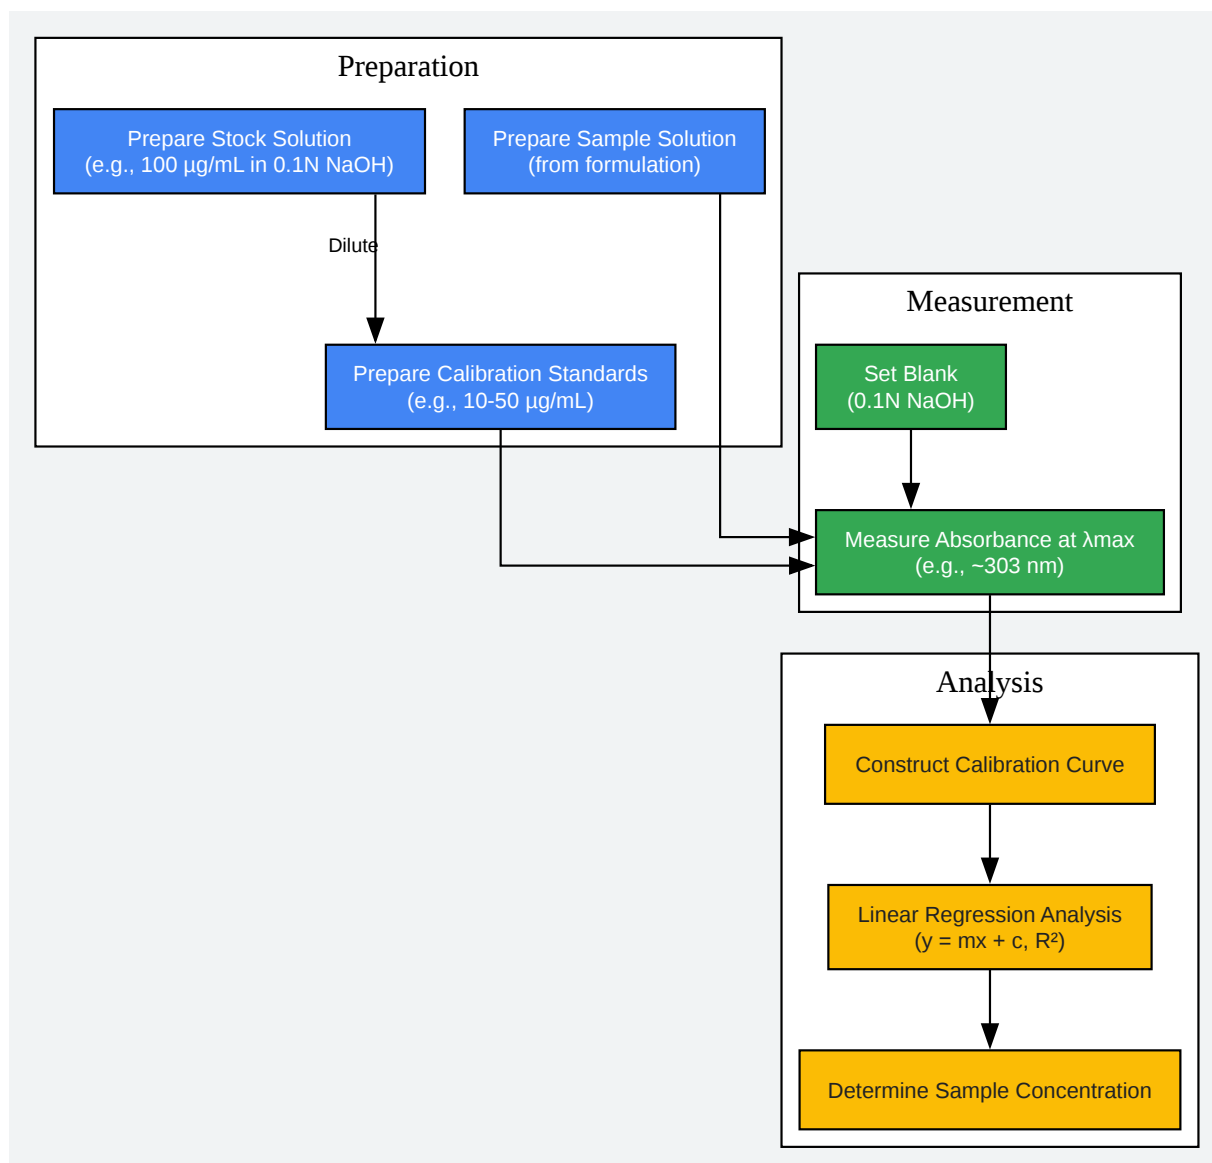 Preparation
Prepare Stock Solution
(e.g., 100 µg/mL in 0.1N NaOH)
Prepare Sample Solution
(from formulation)
Dilute
Prepare Calibration Standards
(e.g., 10-50 µg/mL)
Measurement
Set Blank
(0.1N NaOH)
Measure Absorbance at λmax
(e.g., ~303 nm)
Analysis
Construct Calibration Curve
Linear Regression Analysis
(y = mx + c, R²)
Determine Sample Concentration